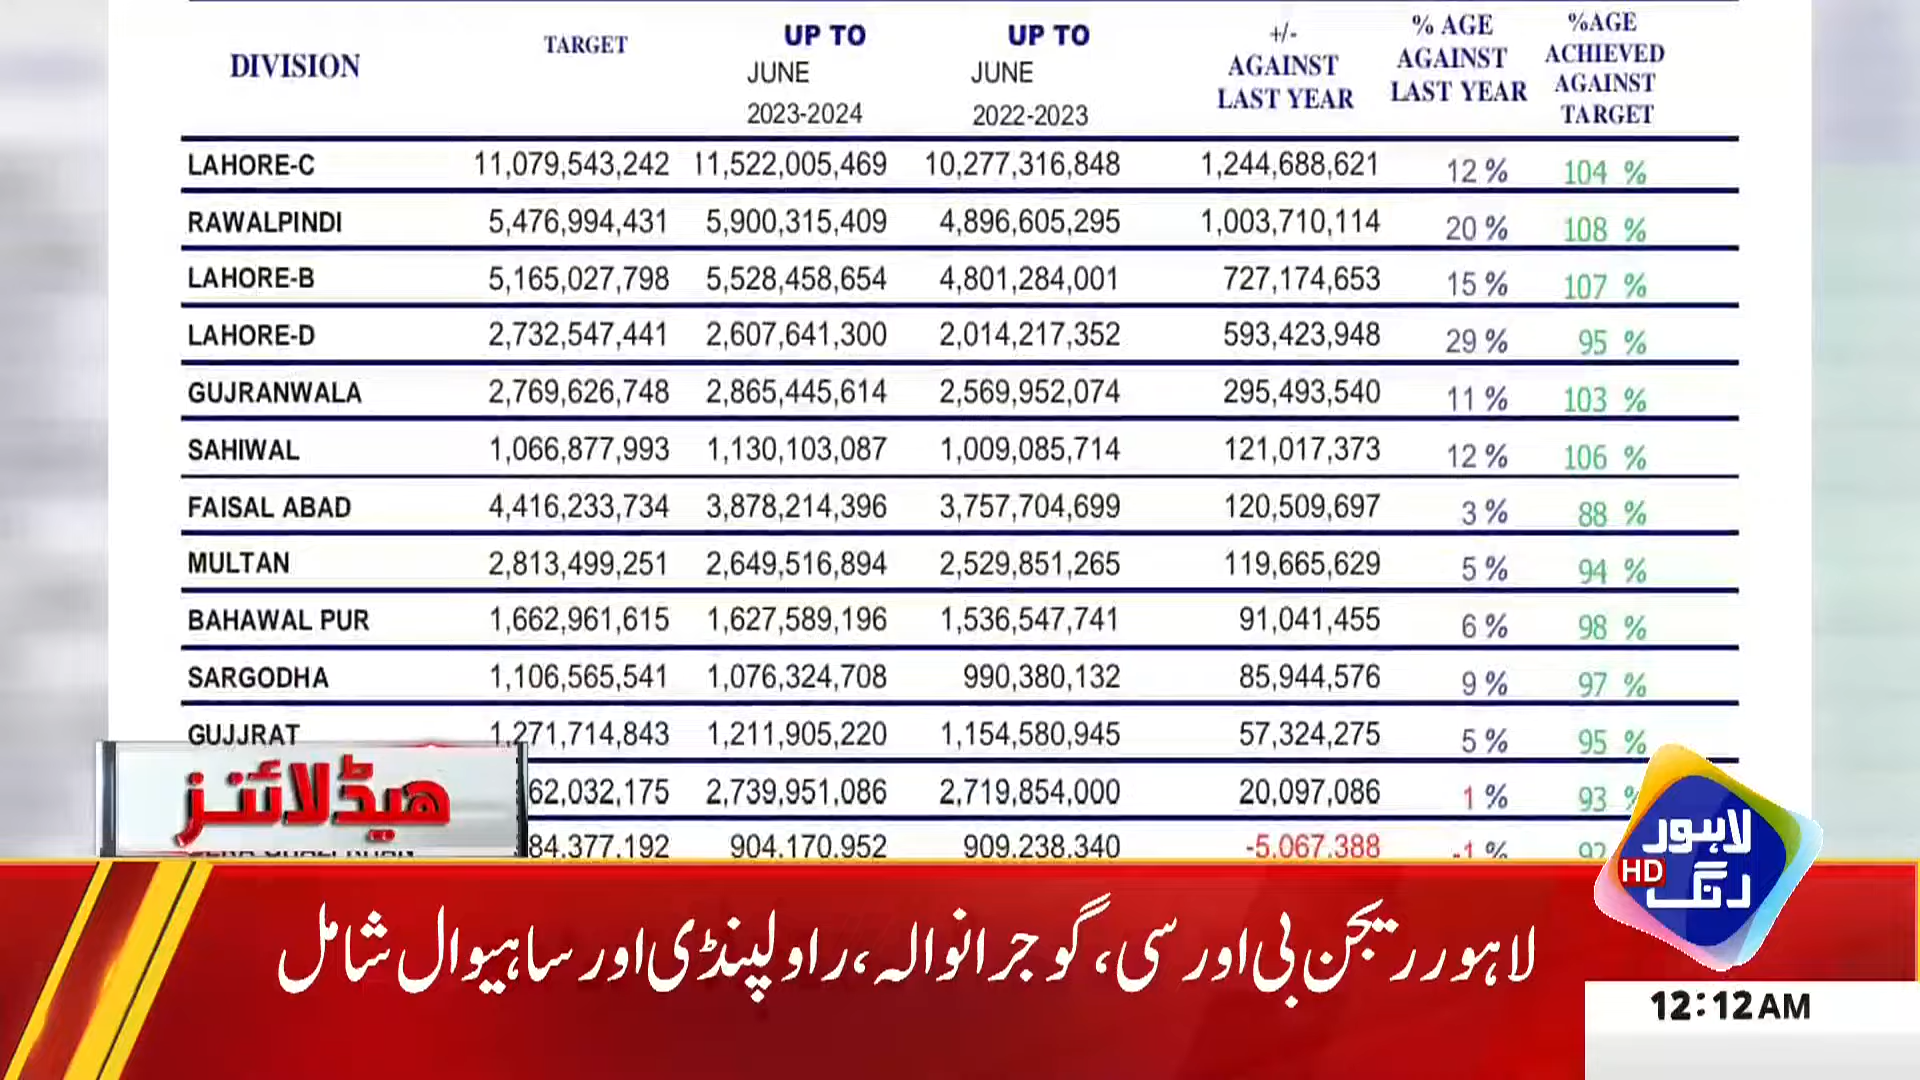 DIVISION TARGET UP TO JUNE 2023-2024 UP TO JUNE 2022-2023 +/- AGAINST LAST YEAR % AGE AGAINST LAST YEAR %AGE ACHIEVED AGAINST TARGET
LAHORE-C 11,079,543,242 11,522,005,469 10,277,316,848 1,244,688,621 12 % 104 %
RAWALPINDI 5,476,994,431 5,900,315,409 4,896,605,295 1,003,710,114 20 % 108 %
LAHORE-B 5,165,027,798 5,528,458,654 4,801,284,001 727,174,653 15 % 107 %
LAHORE-D 2,732,547,441 2,607,641,300 2,014,217,352 593,423,948 29 % 95 %
GUJRANWALA 2,769,626,748 2,865,445,614 2,569,952,074 295,493,540 11 % 103 %
SAHIWAL 1,066,877,993 1,130,103,087 1,009,085,714 121,017,373 12 % 106 %
FAISAL ABAD 4,416,233,734 3,878,214,396 3,757,704,699 120,509,697 3 % 88 %
MULTAN 2,813,499,251 2,649,516,894 2,529,851,265 119,665,629 5 % 94 %
BAHAWAL PUR 1,662,961,615 1,627,589,196 1,536,547,741 91,041,455 6 % 98 %
SARGODHA 1,106,565,541 1,076,324,708 990,380,132 85,944,576 9 % 97 %
GUJJRAT 1,271,714,843 1,211,905,220 1,154,580,945 57,324,275 5 % 95 %
62,032,175 2,739,951,086 2,719,854,000 20,097,086 1 % 93 %
84,377,192 904,170,952 909,238,340 -5,067,388 -1 %
ہیڈلائنز
لاہور رنگ
HD
لاہور ریجن بی اور سی، گوجرانوالہ، راولپنڈی اور ساہیوال شامل
12:12 AM